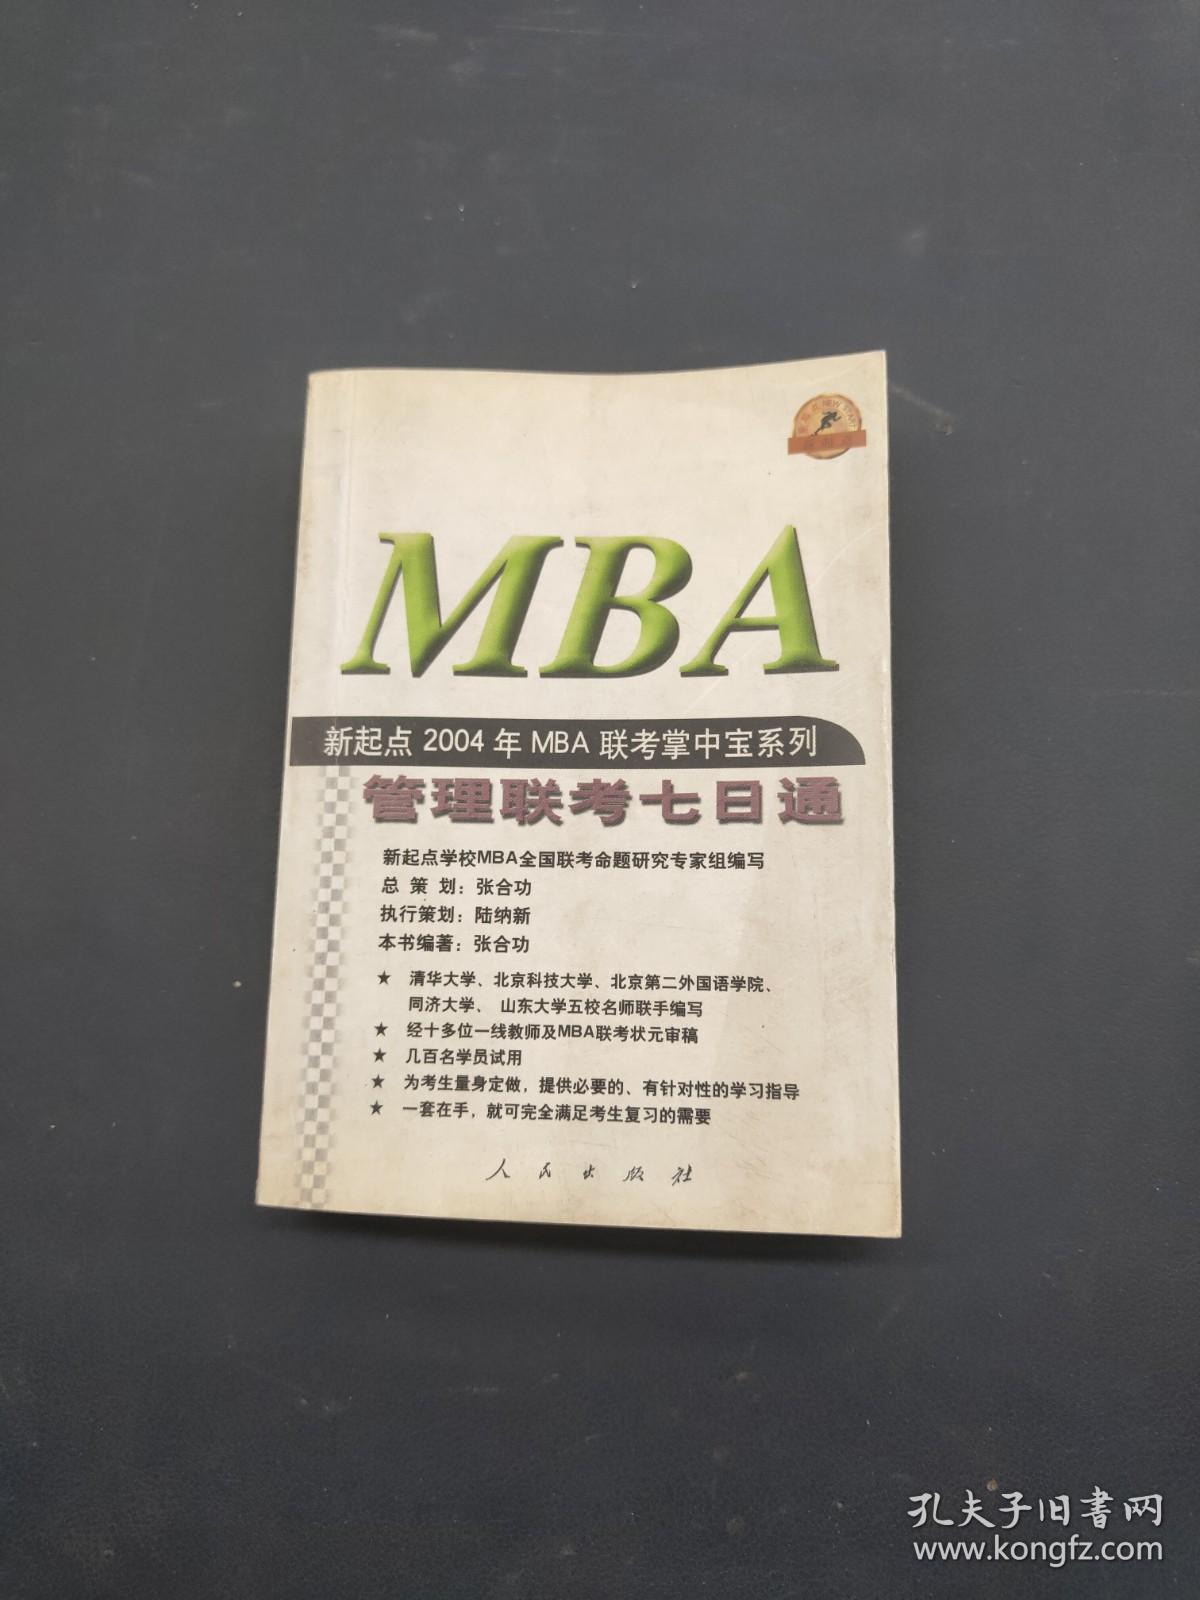 NEW START
MBA
新起点 2004 年 MBA 联考掌中宝系列
管理联考七日通
新起点学校MBA全国联考命题研究专家组编写
总 策 划：张合功
执行策划：陆纳新
本书编著：张合功
★ 清华大学、北京科技大学、北京第二外国语学院、
同济大学、 山东大学五校名师联手编写
★ 经十多位一线教师及MBA联考状元审稿
★ 几百名学员试用
★ 为考生量身定做，提供必要的、有针对性的学习指导
★ 一套在手，就可完全满足考生复习的需要
人民出版社
孔夫子旧书网
www.kongfz.com